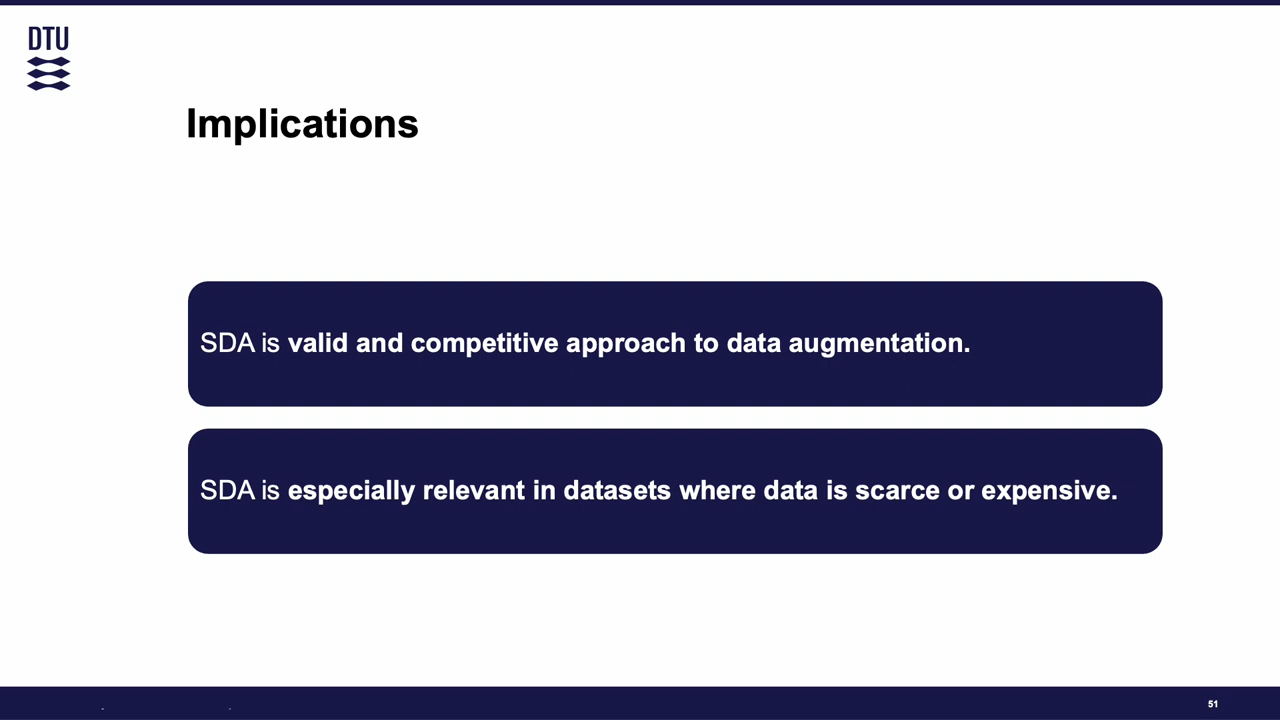 DTU
Implications
SDA is valid and competitive approach to data augmentation.
SDA is especially relevant in datasets where data is scarce or expensive.
51